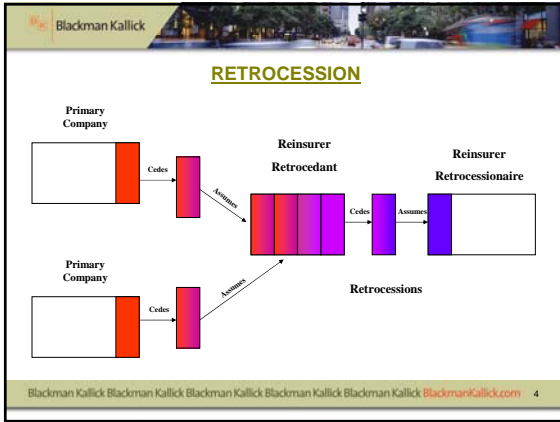 BK Blackman Kallick
RETROCESSION
Primary
Company
Cedes
Assumes
Reinsurer
Retrocedant
Cedes
Assumes
Reinsurer
Retrocessionaire
Primary
Company
Cedes
Assumes
Retrocessions
Blackman Kallick Blackman Kallick Blackman Kallick Blackman Kallick Blackman Kallick BlackmanKallick.com 4